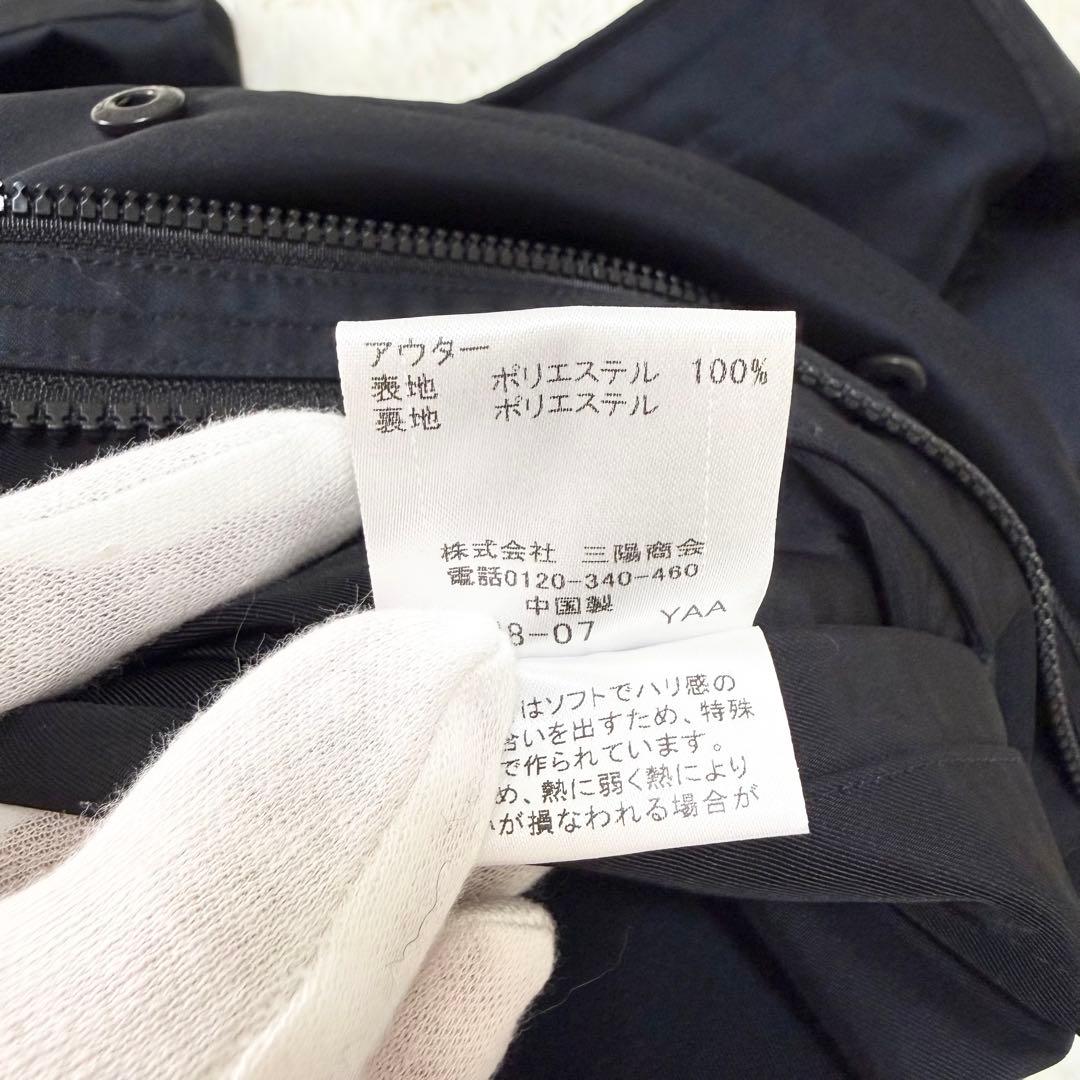 アウター
表地 ポリエステル 100%
裏地 ポリエステル
株式会社 三陽商会
電話0120-340-460
中国製
8-07 YAA
はソフトでハリ感の
合いを出すため、特殊
で作られています。
め、熱に弱く熱により
が損なわれる場合が